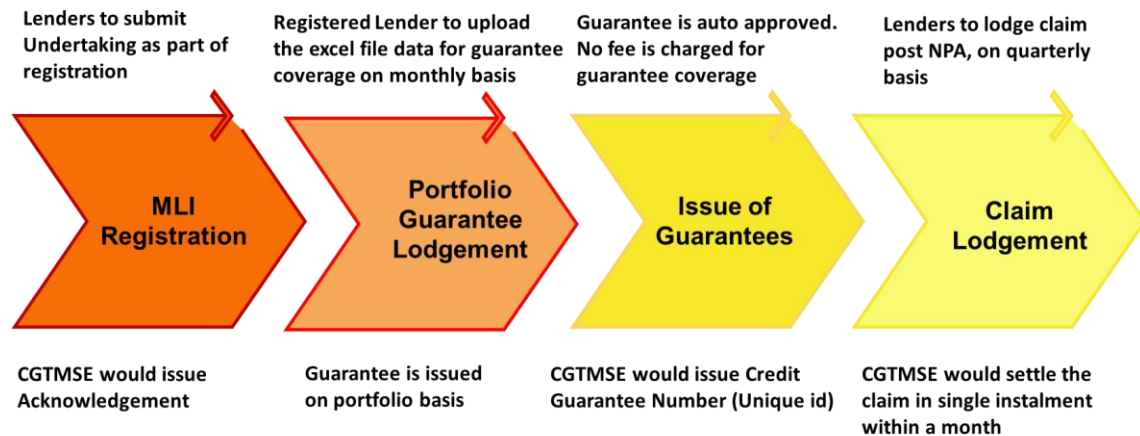 Lenders to submit
Undertaking as part of
registration
Registered Lender to upload
the excel file data for guarantee
coverage on monthly basis
Guarantee is auto approved.
No fee is charged for
guarantee coverage
Lenders to lodge claim
post NPA, on quarterly
basis
MLI
Registration
Portfolio
Guarantee
Lodgement
Issue of
Guarantees
Claim
Lodgement
CGTMSE would issue
Acknowledgement
Guarantee is issued
on portfolio basis
CGTMSE would issue Credit
Guarantee Number (Unique id)
CGTMSE would settle the
claim in single instalment
within a month